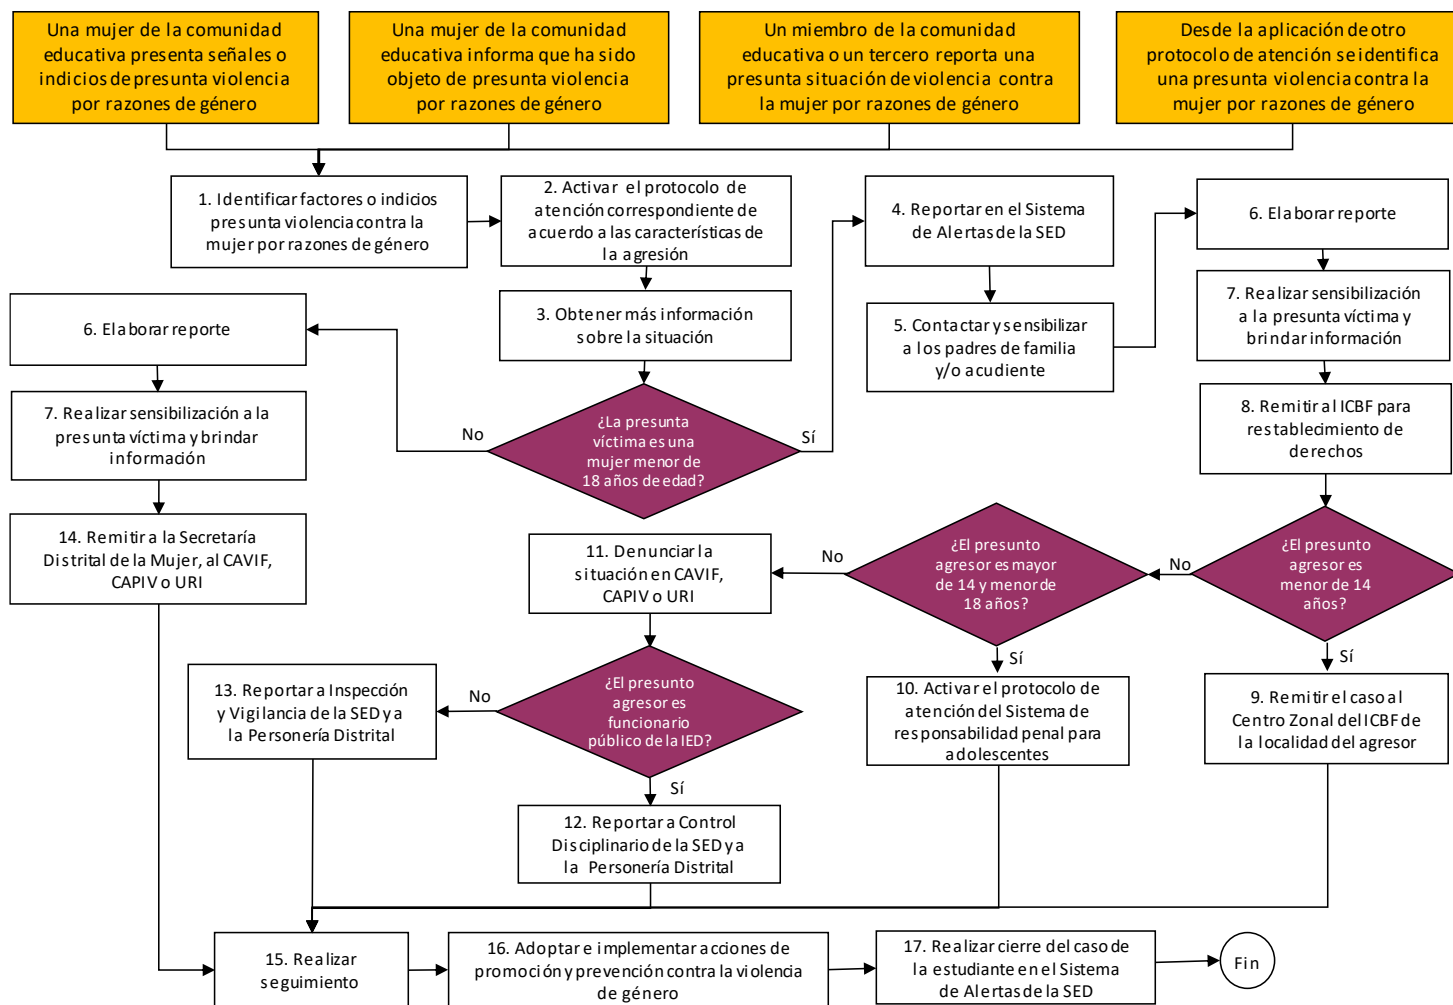 Una mujer de la comunidad
educativa presenta señales o
indicios de presunta violencia
por razones de género
Una mujer de la comunidad
educativa informa que ha sido
objeto de presunta violencia
por razones de género
Un miembro de la comunidad
educativa o un tercero reporta una
presunta situación de violencia contra
la mujer por razones de género
Desde la aplicación de otro
protocolo de atención se identifica
una presunta violencia contra la
mujer por razones de género
1. Identificar factores o indicios
presunta violencia contra la
mujer por razones de género
2. Activar el protocolo de
atención correspondiente de
acuerdo a las características de
la agresión
4. Reportar en el Sistema
de Alertas de la SED
6. Elaborar reporte
6. Elaborar reporte
3. Obtener más información
sobre la situación
5. Contactar y sensibilizar
a los padres de familia
y/o acudiente
7. Realizar sensibilización
a la presunta víctima y
brindar información
7. Realizar sensibilización a la
presunta víctima y brindar
información
No
¿La presunta
víctima es una
mujer menor de
18 años de edad?
Sí
8. Remitir al ICBF para
restablecimiento de
derechos
14. Remitir a la Secretaría
Distrital de la Mujer, al CAVIF,
CAPIV o URI
11. Denunciar la
situación en CAVIF,
CAPIV o URI
No
¿El presunto
agresor es mayor
de 14 y menor de
18 años?
No
¿El presunto
agresor es
menor de 14
años?
Sí
Sí
13. Reportar a Inspección
y Vigilancia de la SED y a
la Personería Distrital
No
¿El presunto
agresor es
funcionario
público de la IED?
Sí
10. Activar el protocolo de
atención del Sistema de
responsabilidad penal para
adolescentes
9. Remitir el caso al
Centro Zonal del ICBF de
la localidad del agresor
12. Reportar a Control
Disciplinario de la SED y a
la Personería Distrital
15. Realizar
seguimiento
16. Adoptar e implementar acciones de
promoción y prevención contra la violencia
de género
17. Realizar cierre del caso de
la estudiante en el Sistema
de Alertas de la SED
Fin